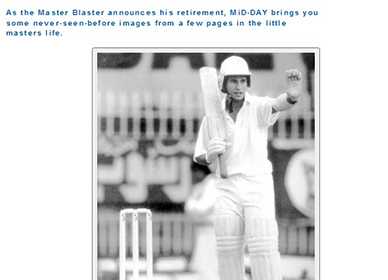 As the Master Blaster announces his retirement, MiD-DAY brings you
some never-seen-before images from a few pages in the little
masters life.